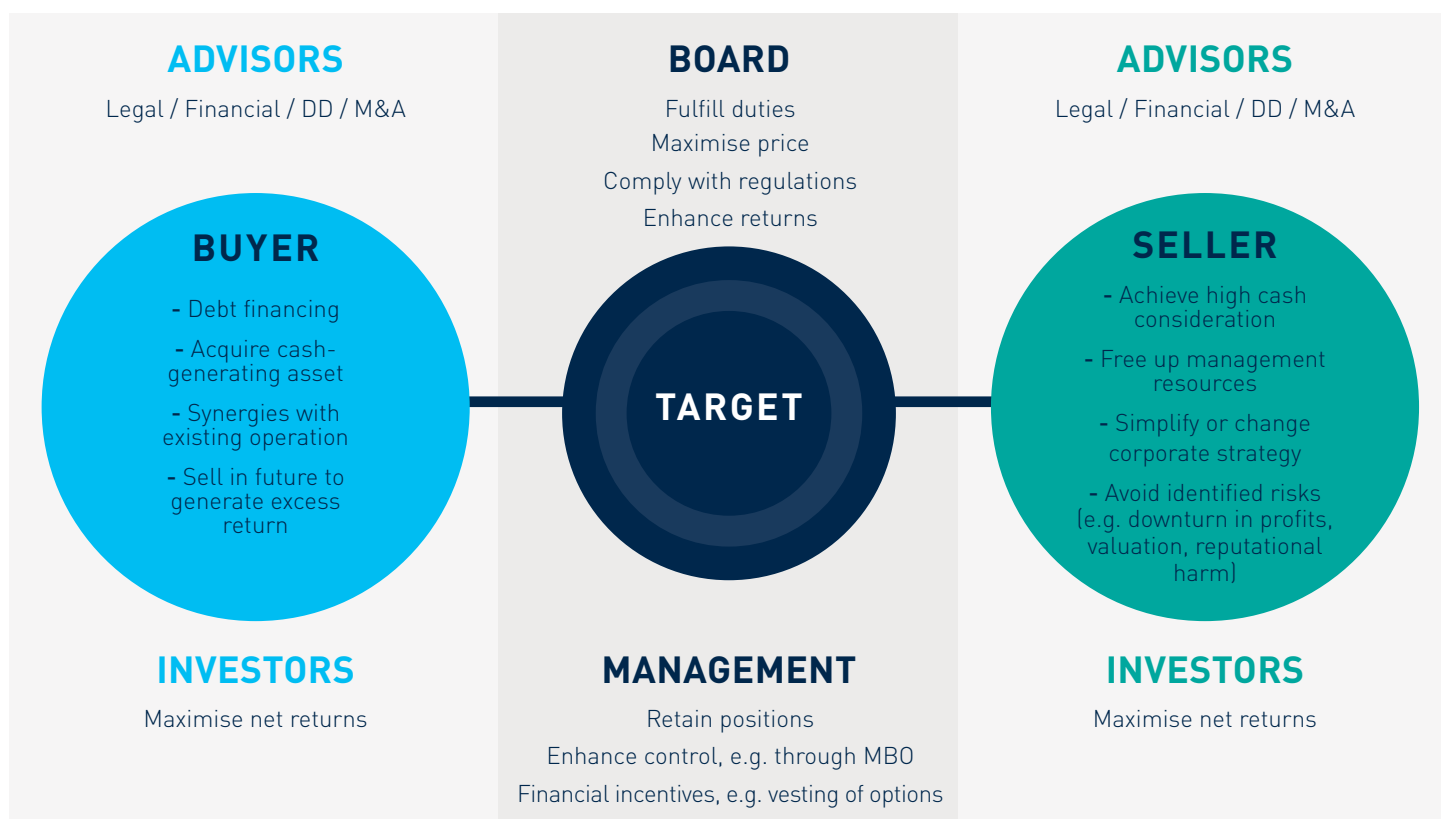 ADVISORS
Legal / Financial / DD / M&A
BUYER
- Debt financing
- Acquire cash-
generating asset
- Synergies with
existing operation
- Sell in future to
generate excess
return
INVESTORS
Maximise net returns
BOARD
Fulfill duties
Maximise price
Comply with regulations
Enhance returns
TARGET
MANAGEMENT
Retain positions
Enhance control, e.g. through MBO
Financial incentives, e.g. vesting of options
ADVISORS
Legal / Financial / DD / M&A
SELLER
- Achieve high cash
consideration
- Free up management
resources
- Simplify or change
corporate strategy
- Avoid identified risks
(e.g. downturn in profits,
valuation, reputational
harm)
INVESTORS
Maximise net returns